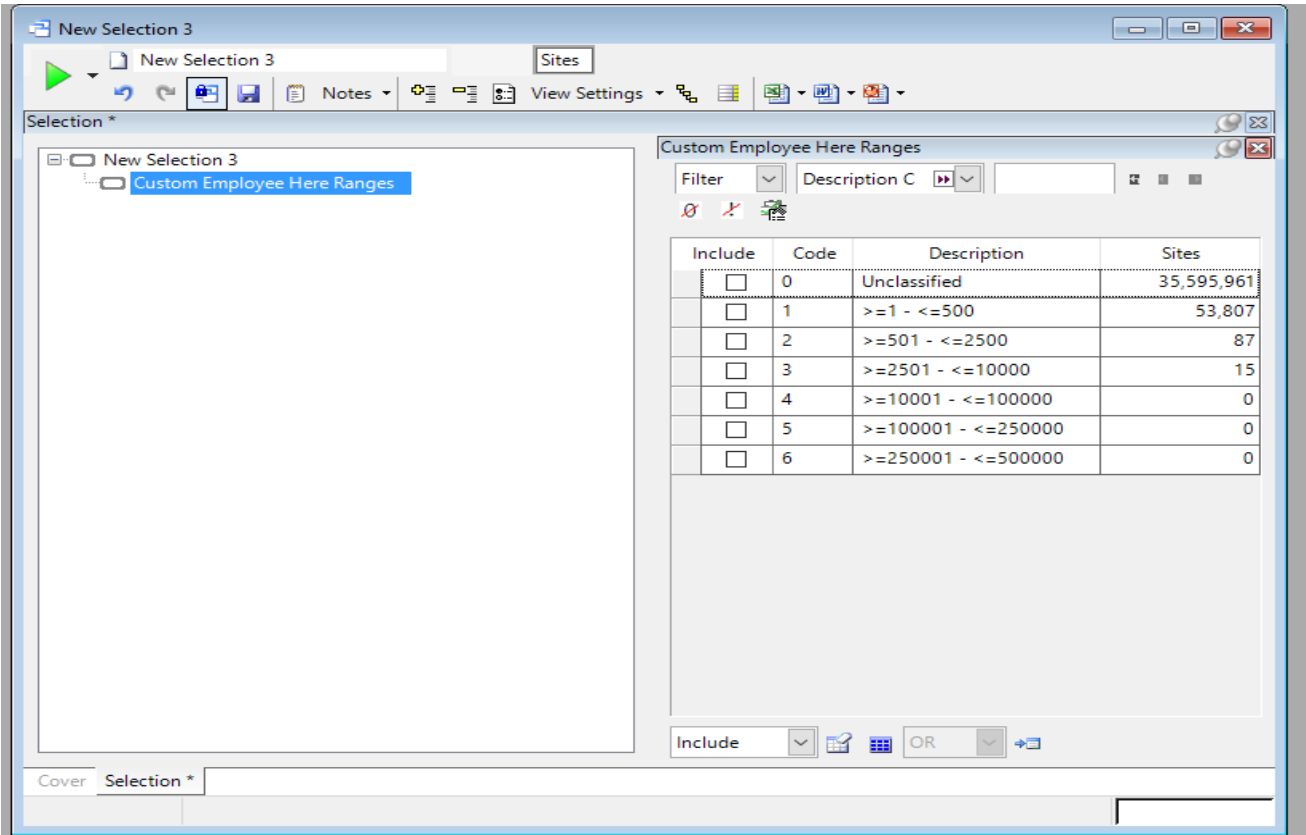 New Selection 3
New Selection 3 Sites
Notes View Settings
Selection *
New Selection 3
Custom Employee Here Ranges
Custom Employee Here Ranges
Filter Description C
Include Code Description Sites
0 Unclassified 35,595,961
1 >=1 - <=500 53,807
2 >=501 - <=2500 87
3 >=2501 - <=10000 15
4 >=10001 - <=100000 0
5 >=100001 - <=250000 0
6 >=250001 - <=500000 0
Include OR
Cover Selection *